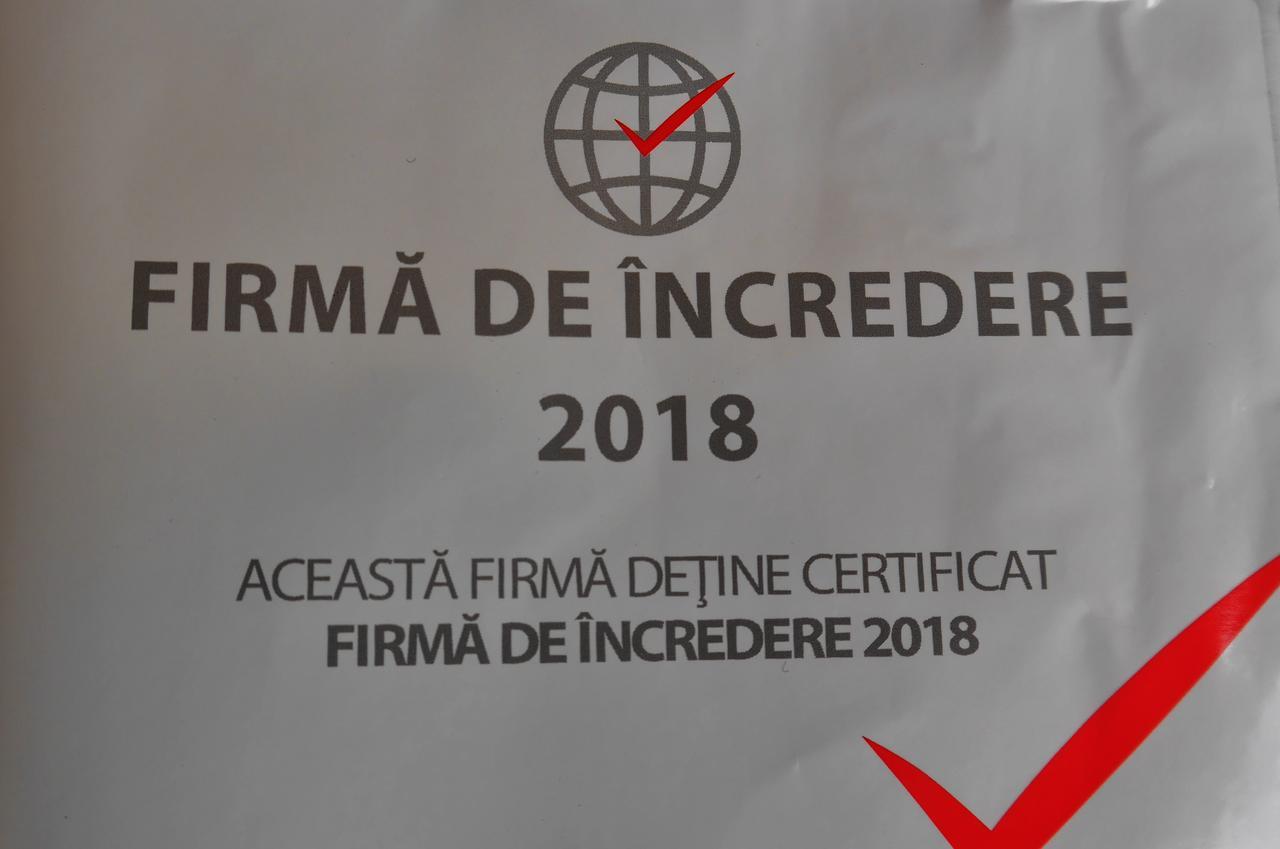 FIRMĂ DE ÎNCREDERE
2018
ACEASTĂ FIRMĂ DEŢINE CERTIFICAT
FIRMĂ DE ÎNCREDERE 2018